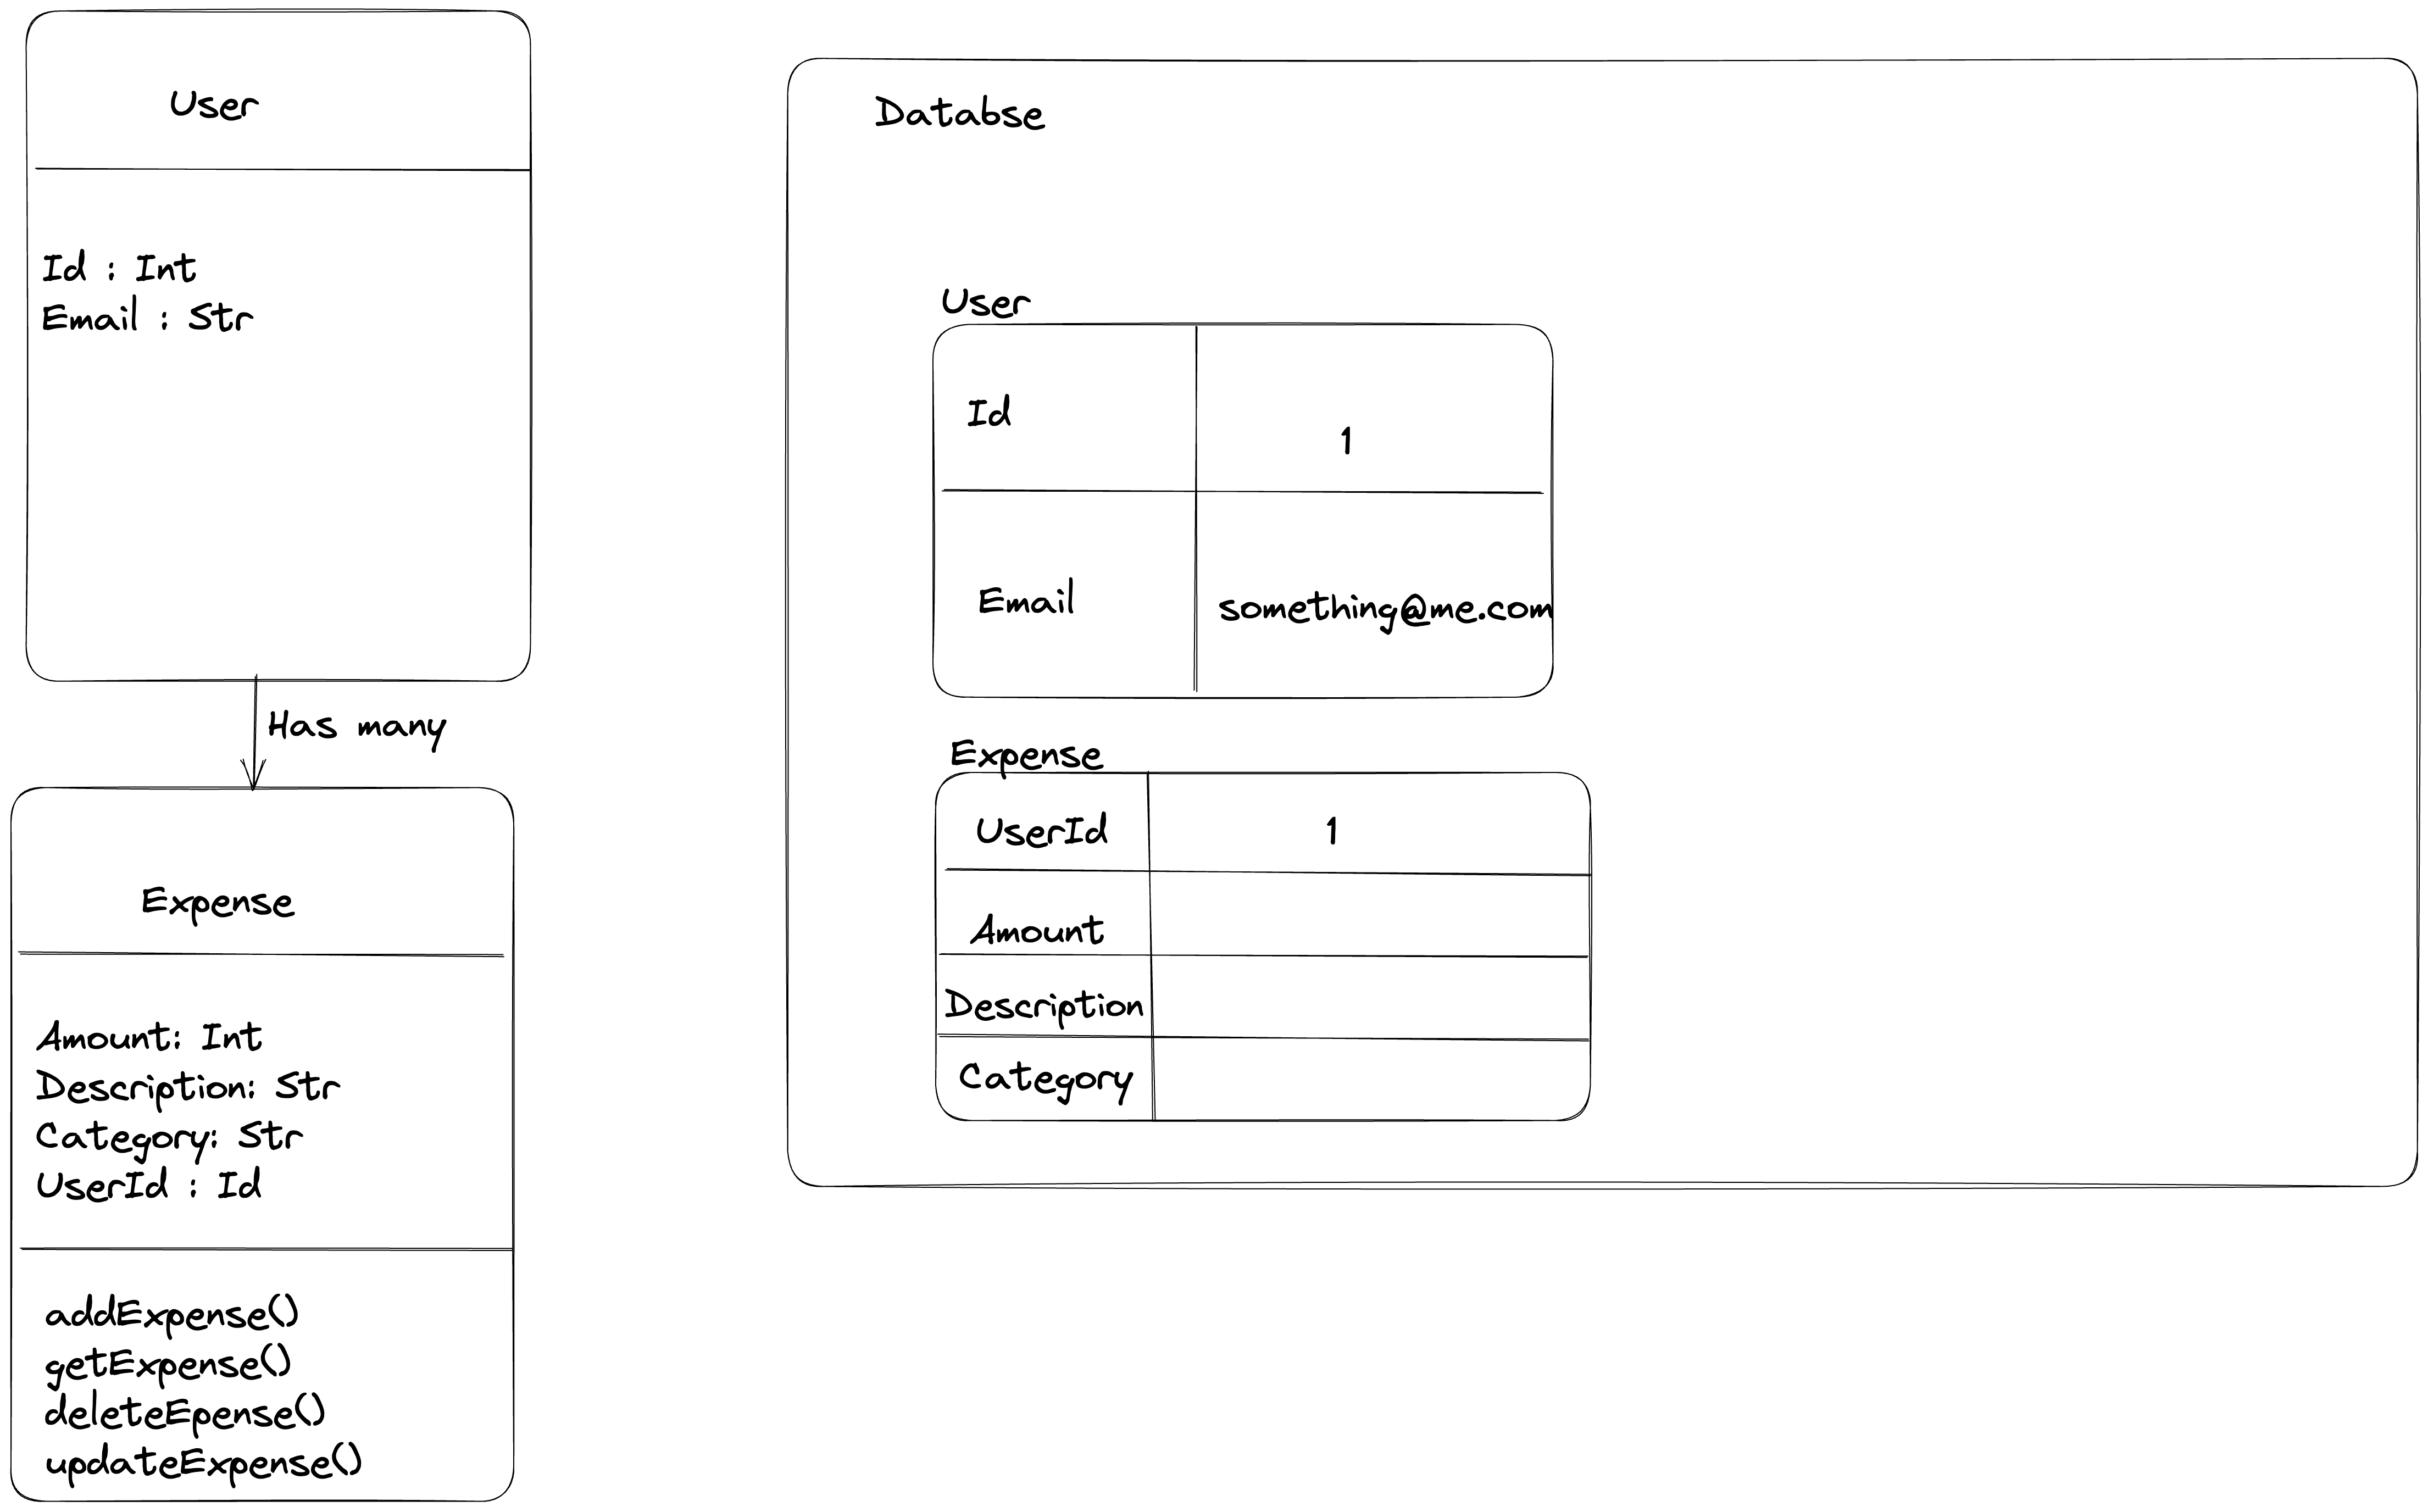 User
Id : Int
Email : Str
Has many
Expense
Amount: Int
Description: Str
Category: Str
UserId : Id
addExpense()
getExpense()
deleteEpense()
updateExpense()
Databse
User
Id
1
Email
something@me.com
Expense
UserId
1
Amount
Description
Category